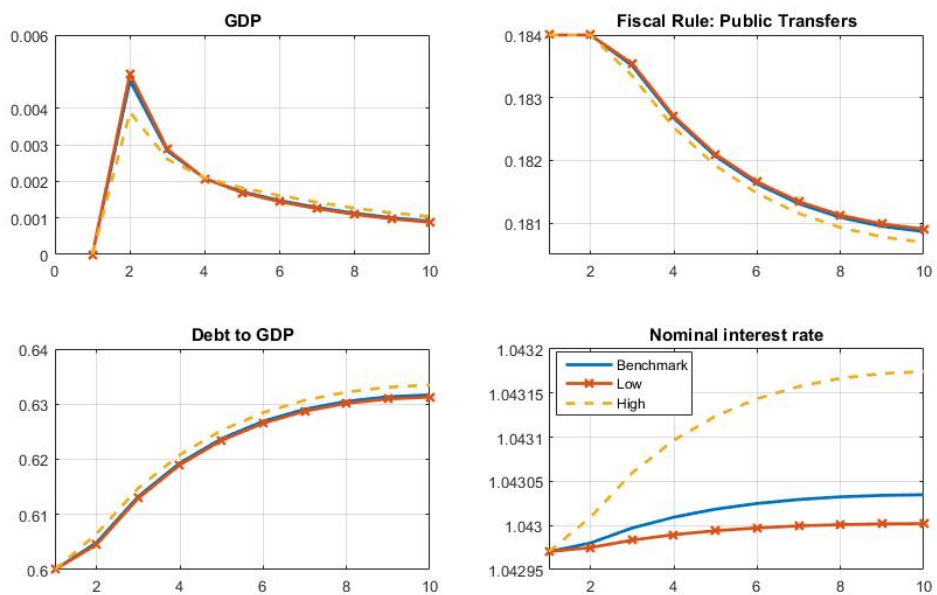 GDP
0.006
0.005
0.004
0.003
0.002
0.001
0
0 2 4 6 8 10
Fiscal Rule: Public Transfers
0.184
0.183
0.182
0.181
2 4 6 8 10
Debt to GDP
0.64
0.63
0.62
0.61
0.6
2 4 6 8 10
Nominal interest rate
1.0432
1.04315
1.0431
1.04305
1.043
1.04295
Benchmark
Low
High
2 4 6 8 10